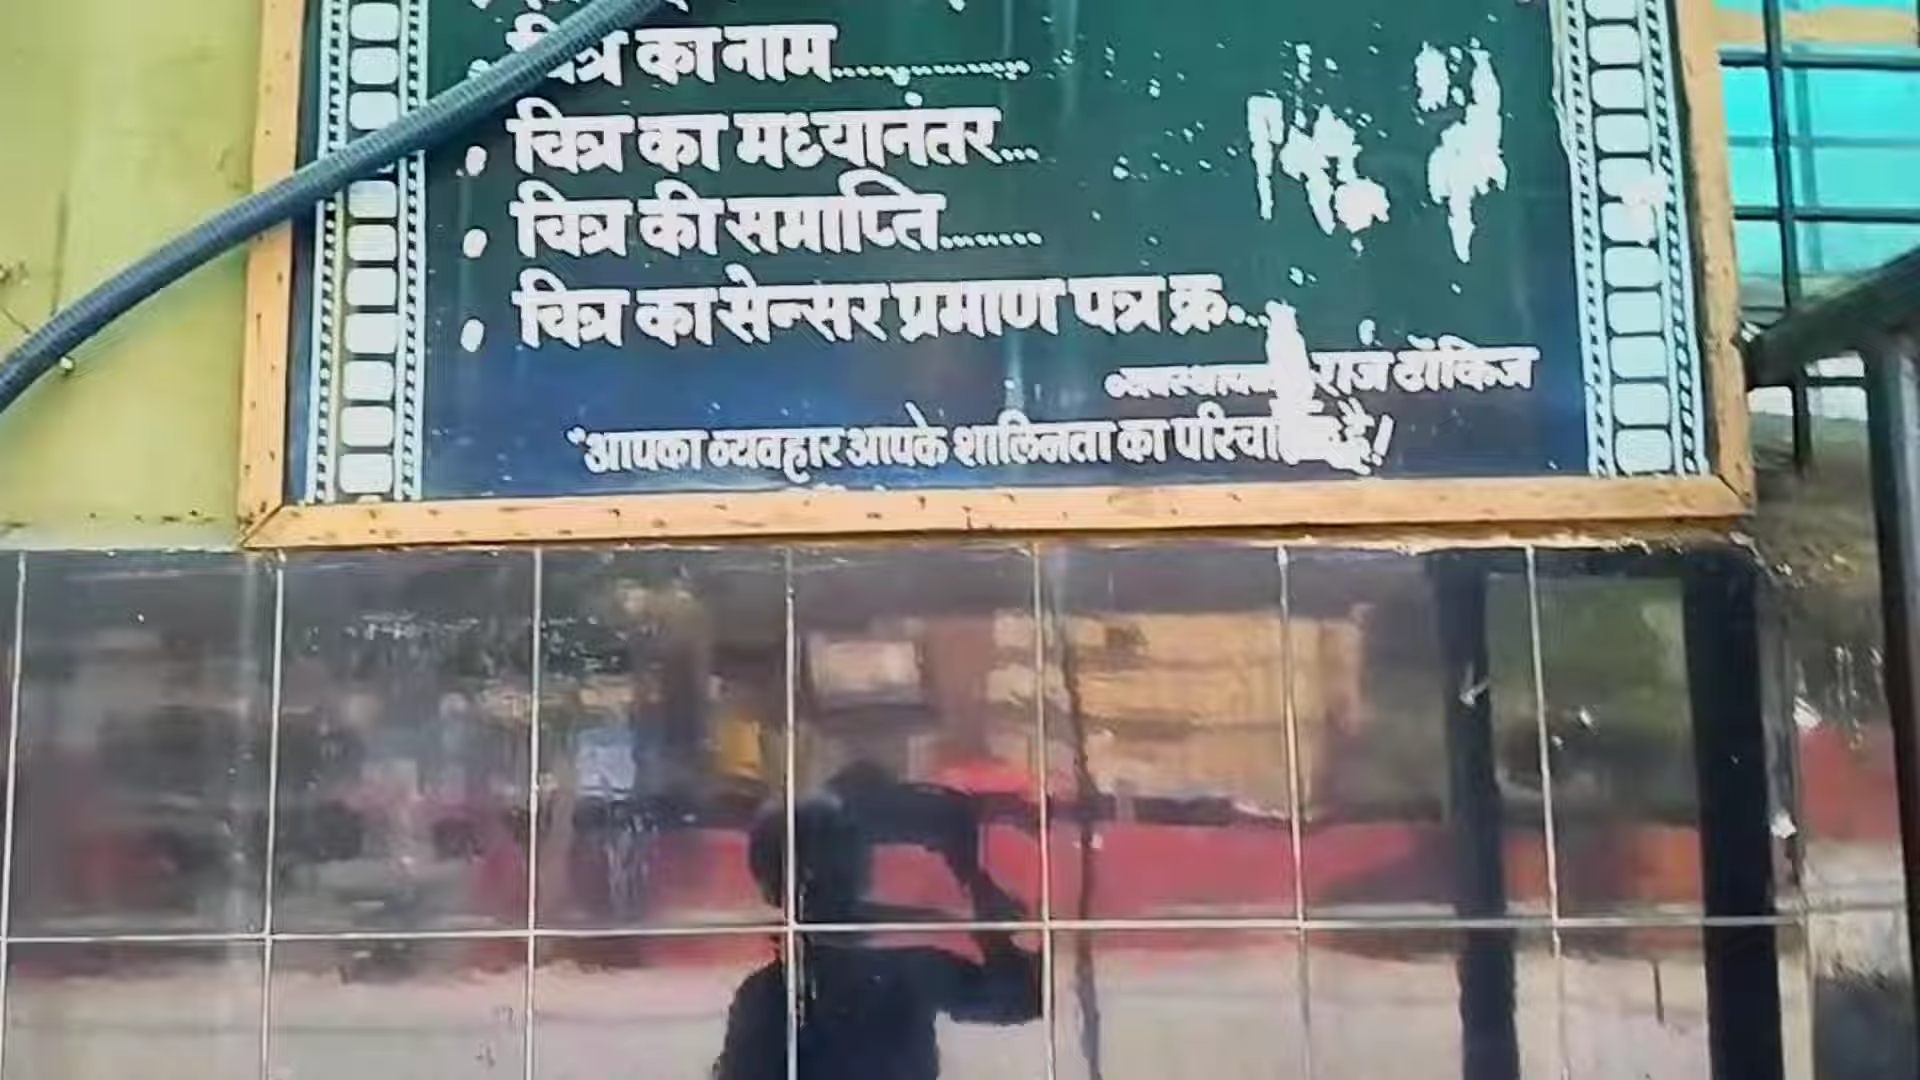 चित्र का नाम...................
चित्र का मध्यानंतर...
चित्र की समाप्ति........
चित्र का सेन्सर प्रमाण पत्र क्र....
राज टॉकिज
"आपका व्यवहार आपके शालिनता का है!